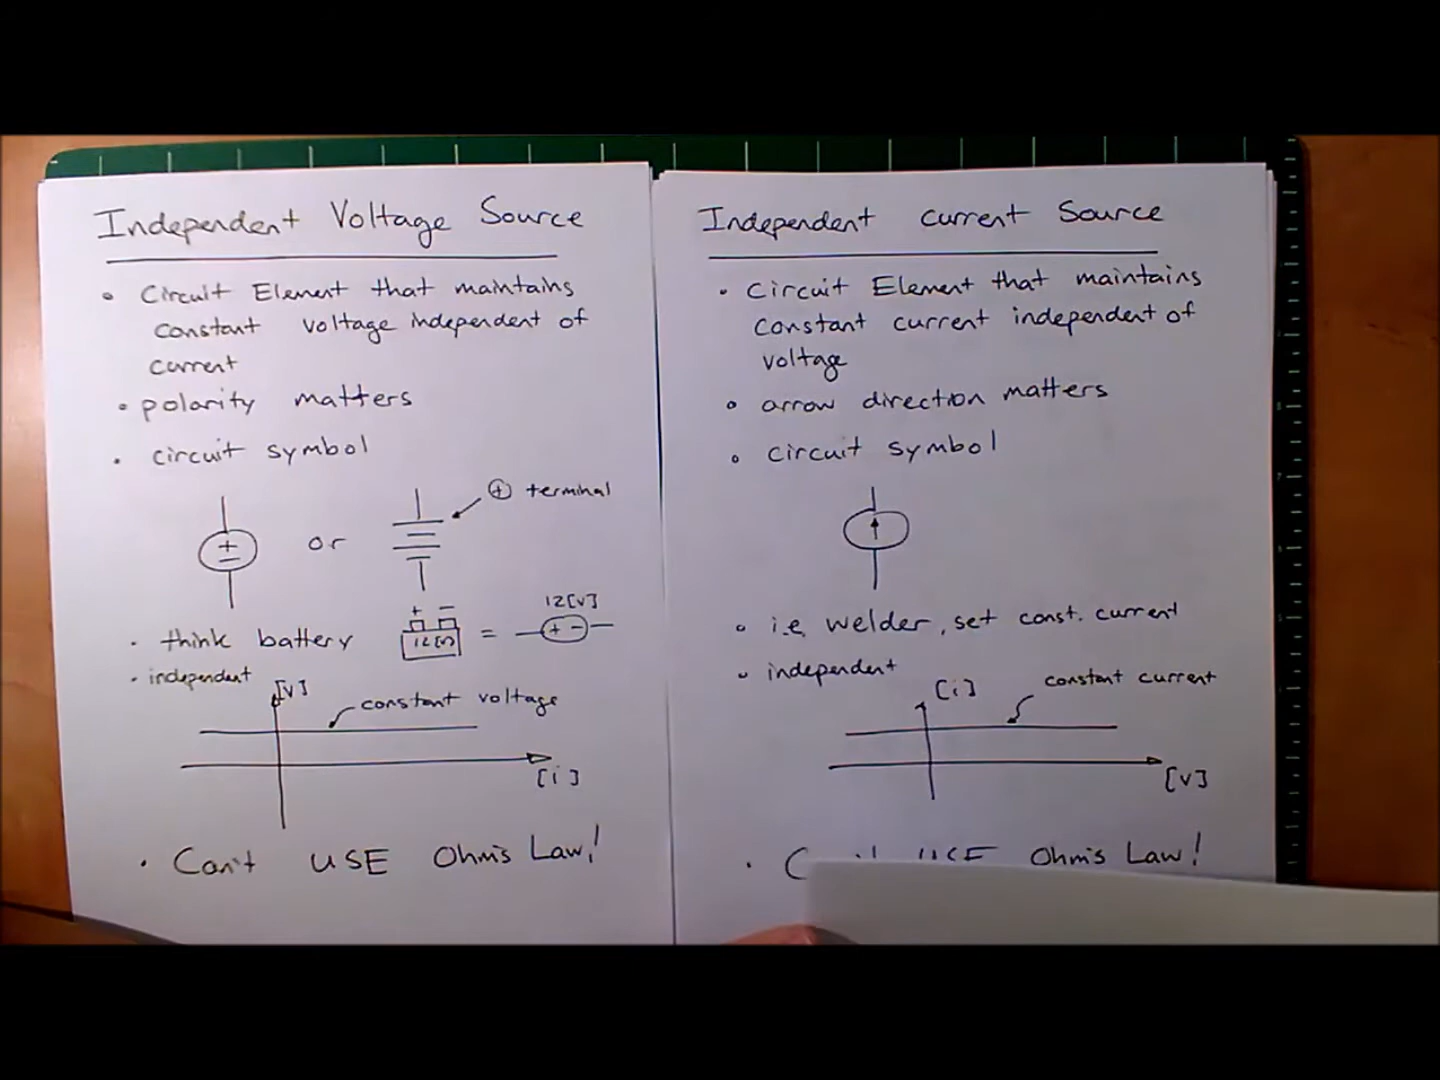 Independent Voltage Source
• Circuit Element that maintains
constant voltage independent of
current
• polarity matters
• circuit symbol
+
-
or
⊕ terminal
• think battery
+ -
12[V]
=
12[V]
+ -
• independent
[V]
constant voltage
[i]
• Can't USE Ohm's Law!
Independent Current Source
• Circuit Element that maintains
constant current independent of
voltage
• arrow direction matters
• circuit symbol
• i.e. welder, set const. current
• independent
[i]
constant current
[V]
• USE Ohm's Law!